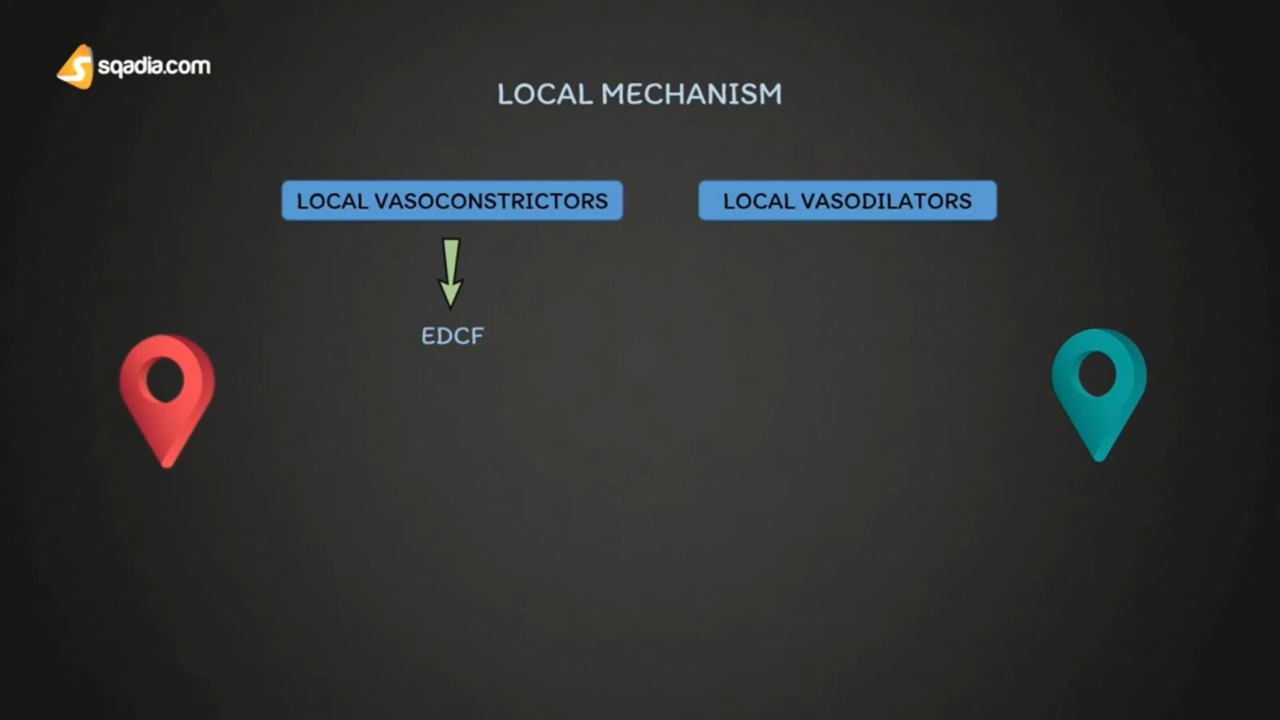 sqadia.com
LOCAL MECHANISM
LOCAL VASOCONSTRICTORS
LOCAL VASODILATORS
EDCF